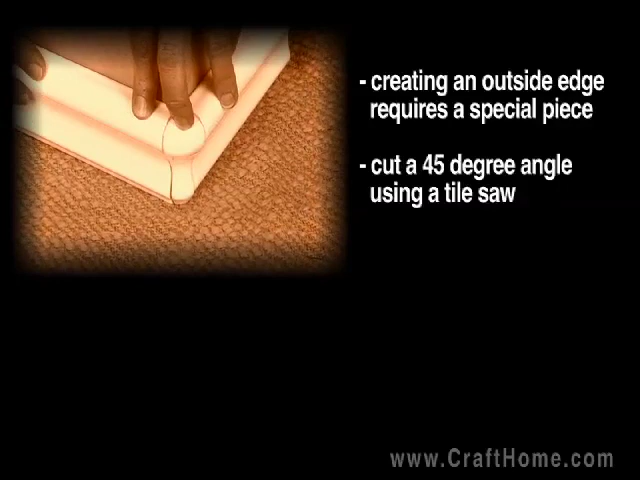 - creating an outside edge
requires a special piece
- cut a 45 degree angle
using a tile saw
www.CraftHome.com